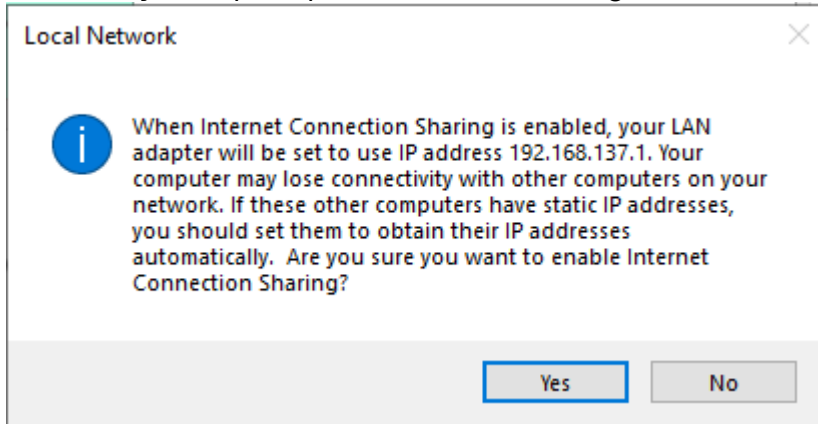 Local Network
When Internet Connection Sharing is enabled, your LAN
adapter will be set to use IP address 192.168.137.1. Your
computer may lose connectivity with other computers on your
network. If these other computers have static IP addresses,
you should set them to obtain their IP addresses
automatically.  Are you sure you want to enable Internet
Connection Sharing?
Yes No